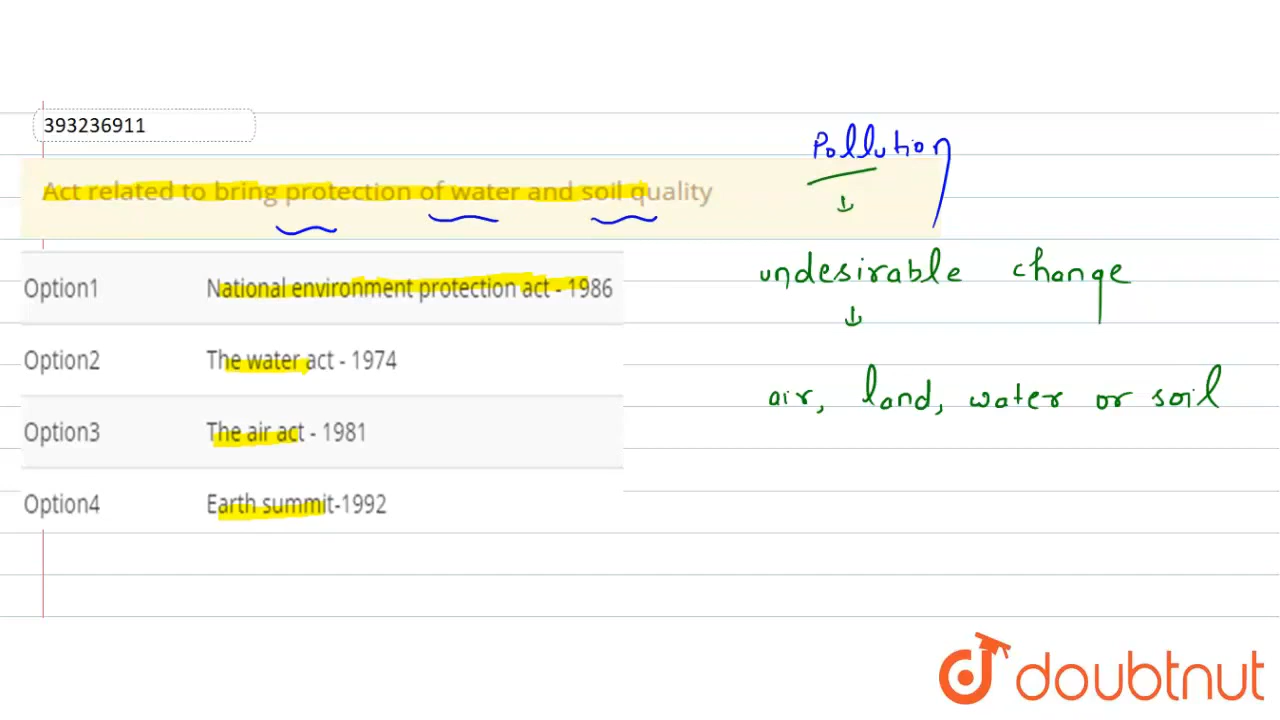 393236911
Act related to bring protection of water and soil quality
Option1 National environment protection act - 1986
Option2 The water act - 1974
Option3 The air act - 1981
Option4 Earth summit-1992
Pollution
undesirable change
air, land, water or soil
doubtnut